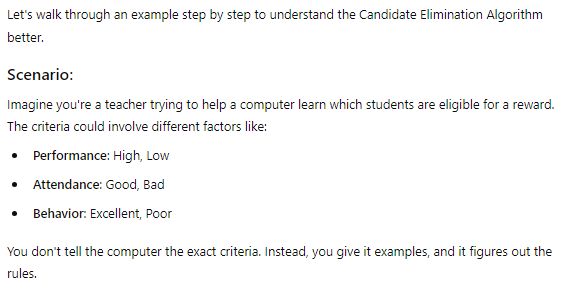 Let's walk through an example step by step to understand the Candidate Elimination Algorithm
better.
Scenario:
Imagine you're a teacher trying to help a computer learn which students are eligible for a reward.
The criteria could involve different factors like:
• Performance: High, Low
• Attendance: Good, Bad
• Behavior: Excellent, Poor
You don't tell the computer the exact criteria. Instead, you give it examples, and it figures out the
rules.